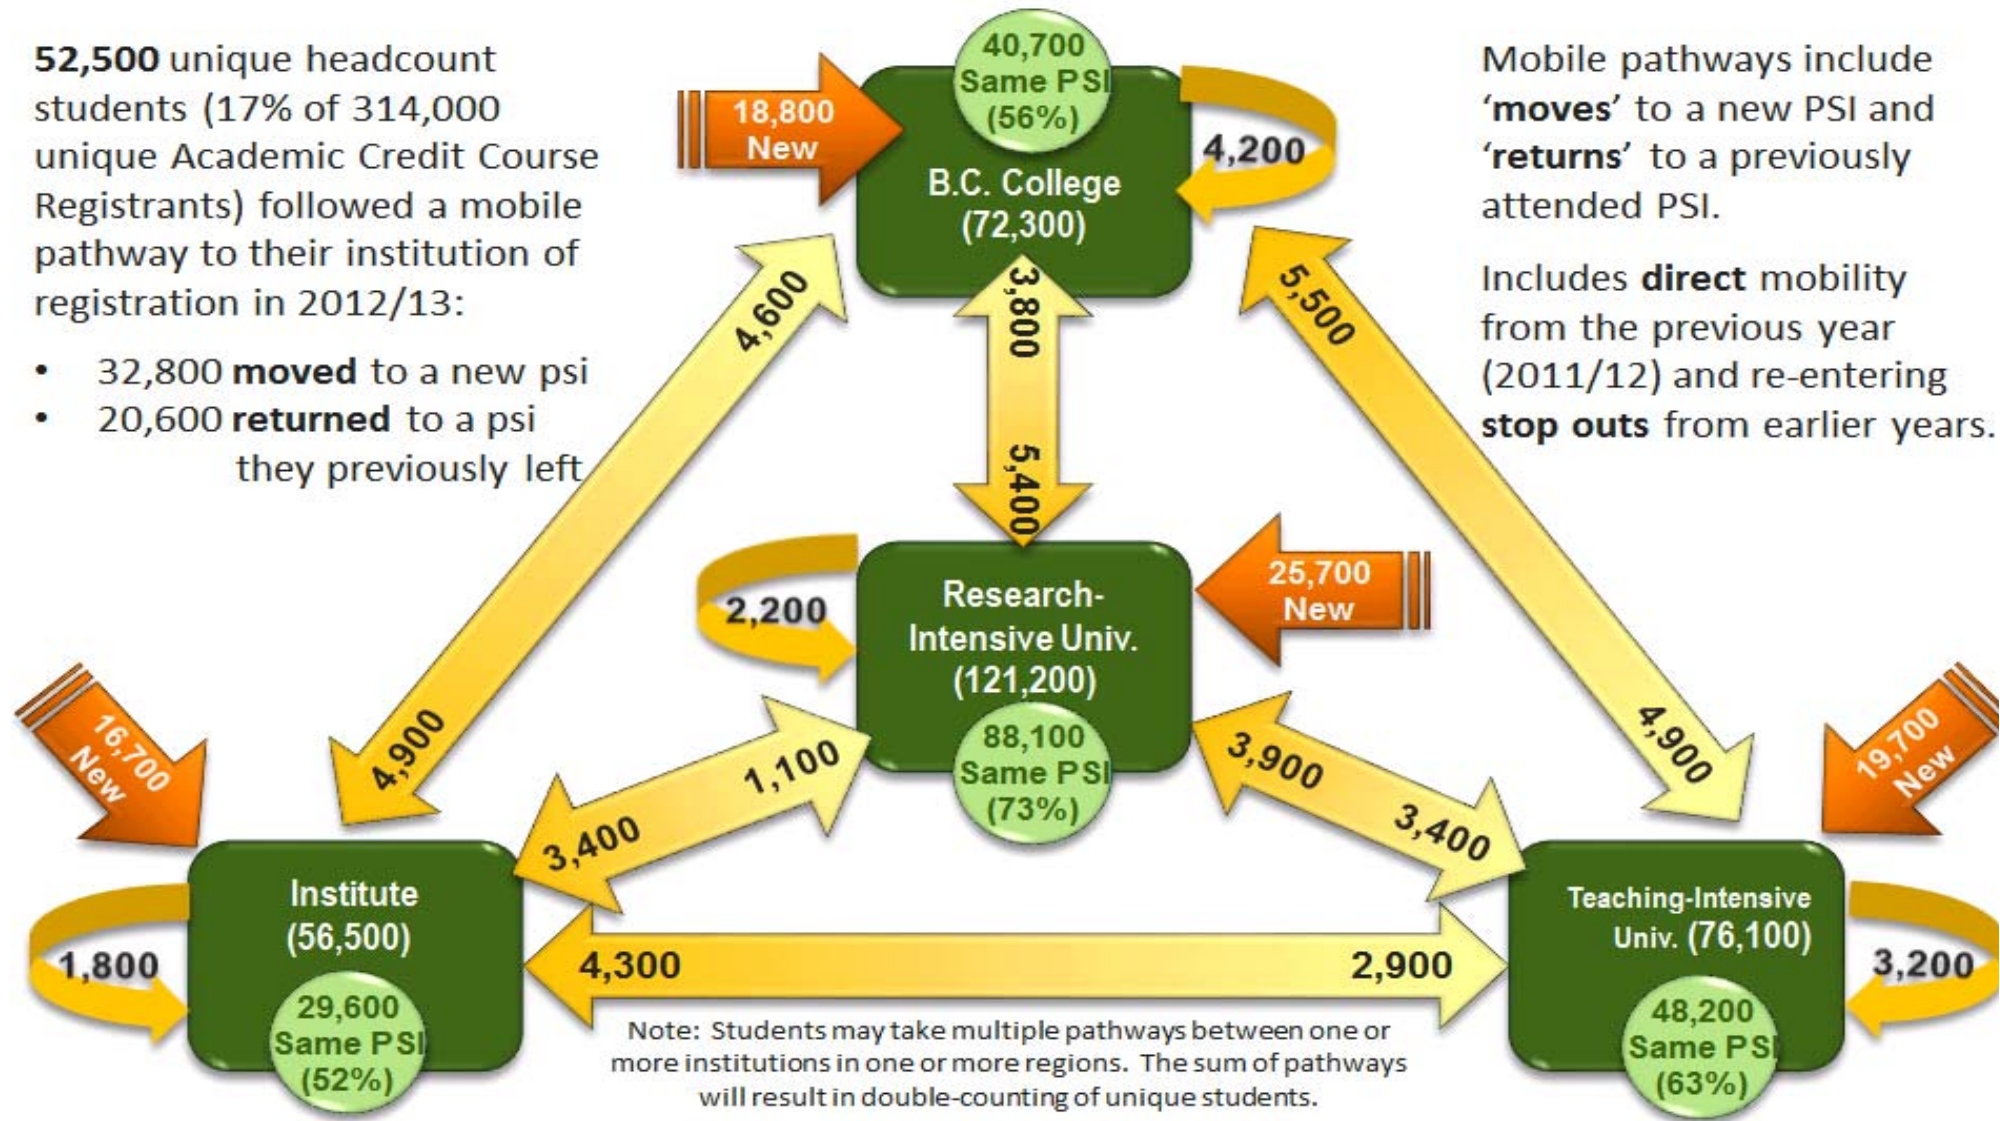 52,500 unique headcount
students (17% of 314,000
unique Academic Credit Course
Registrants) followed a mobile
pathway to their institution of
registration in 2012/13:
• 32,800 moved to a new psi
• 20,600 returned to a psi
they previously left
Mobile pathways include
‘moves’ to a new PSI and
‘returns’ to a previously
attended PSI.
Includes direct mobility
from the previous year
(2011/12) and re-entering
stop outs from earlier years.
18,800
New
40,700
Same PSI
(56%)
B.C. College
(72,300)
4,200
4,600
4,900
3,800
5,400
5,500
4,900
2,200
Research-
Intensive Univ.
(121,200)
88,100
Same PSI
(73%)
25,700
New
16,700
New
3,400
1,100
3,900
3,400
19,700
New
Institute
(56,500)
29,600
Same PSI
(52%)
1,800
4,300
2,900
Teaching-Intensive
Univ. (76,100)
48,200
Same PSI
(63%)
3,200
Note: Students may take multiple pathways between one or
more institutions in one or more regions. The sum of pathways
will result in double-counting of unique students.